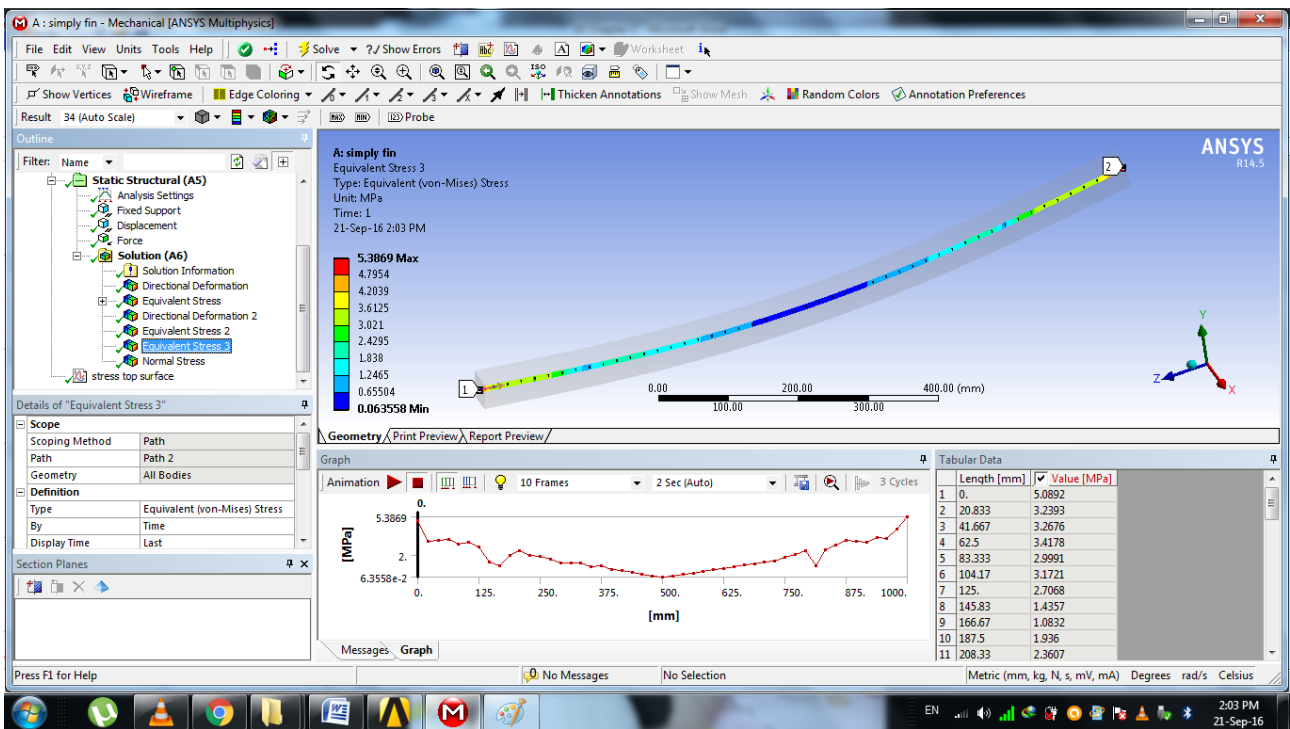 A : simply fin - Mechanical [ANSYS Multiphysics]
File Edit View Units Tools Help Solve ?/ Show Errors Worksheet
Show Vertices Wireframe Edge Coloring Thicken Annotations Show Mesh Random Colors Annotation Preferences
Result 34 (Auto Scale) MAX MIN 123 Probe
Outline
Filter: Name
Static Structural (A5)
Analysis Settings
Fixed Support
Displacement
Force
Solution (A6)
Solution Information
Directional Deformation
Equivalent Stress
Directional Deformation 2
Equivalent Stress 2
Equivalent Stress 3
Normal Stress
stress top surface
Details of "Equivalent Stress 3"
Scope
Scoping Method Path
Path Path 2
Geometry All Bodies
Definition
Type Equivalent (von-Mises) Stress
By Time
Display Time Last
Section Planes
A: simply fin
Equivalent Stress 3
Type: Equivalent (von-Mises) Stress
Unit: MPa
Time: 1
21-Sep-16 2:03 PM
5.3869 Max
4.7954
4.2039
3.6125
3.021
2.4295
1.838
1.2465
0.65504
0.063558 Min
ANSYS
R14.5
1
2
0.00 200.00 400.00 (mm)
100.00 300.00
Y
Z
X
Geometry Print Preview Report Preview
Graph
Animation 10 Frames 2 Sec (Auto) 3 Cycles
0.
5.3869
2.
6.3558e-2
[MPa]
0. 125. 250. 375. 500. 625. 750. 875. 1000.
[mm]
Messages Graph
Tabular Data
Length [mm] Value [MPa]
1 0. 5.0892
2 20.833 3.2393
3 41.667 3.2676
4 62.5 3.4178
5 83.333 2.9991
6 104.17 3.1721
7 125. 2.7068
8 145.83 1.4357
9 166.67 1.0832
10 187.5 1.936
11 208.33 2.3607
Press F1 for Help No Messages No Selection Metric (mm, kg, N, s, mV, mA) Degrees rad/s Celsius
EN 2:03 PM
21-Sep-16